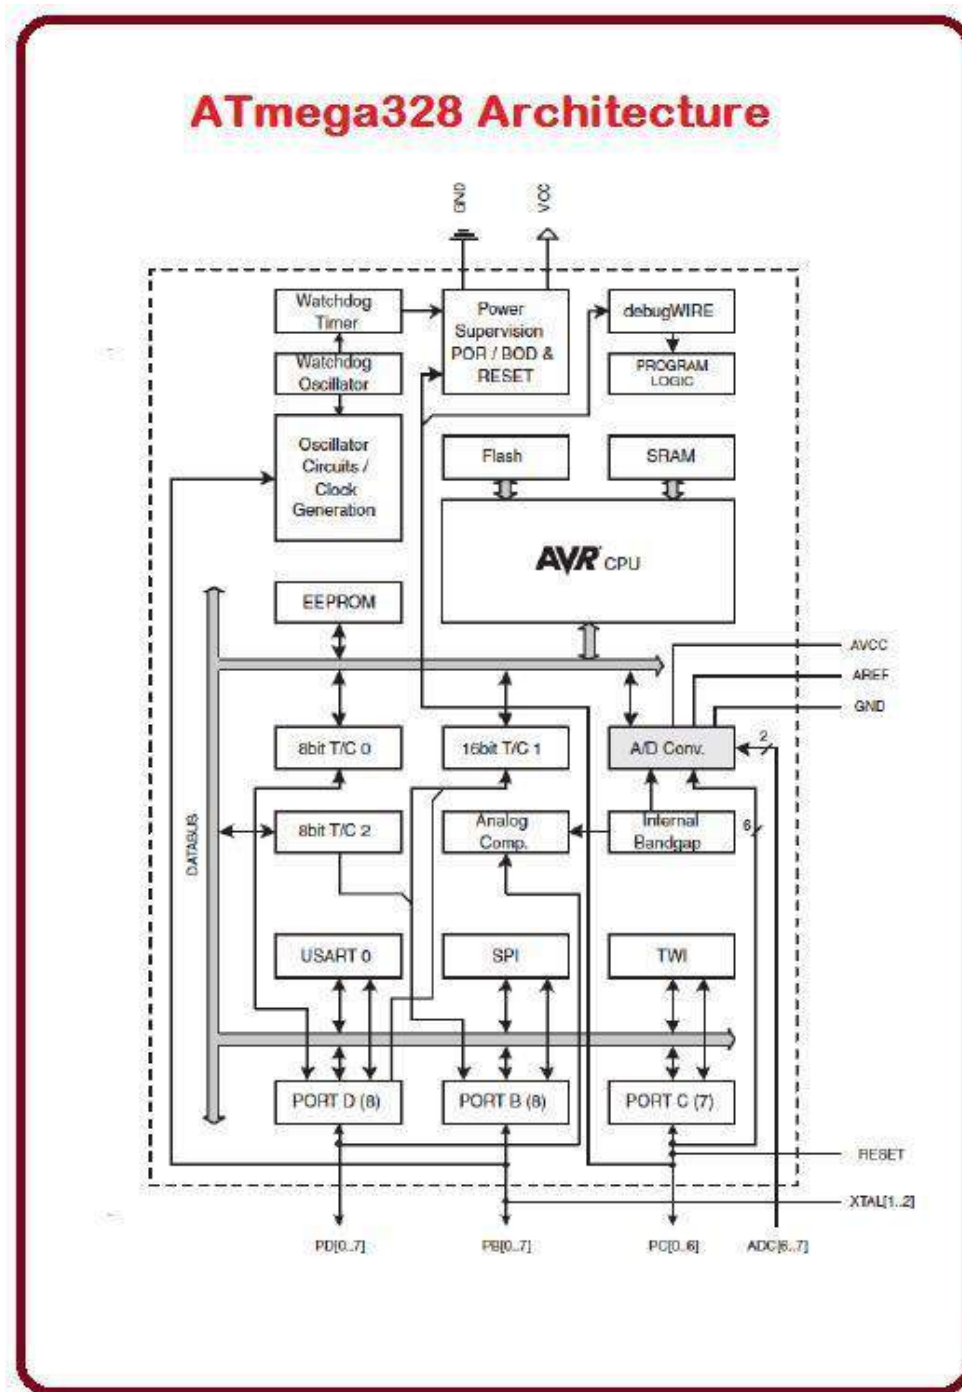 ATmega328 Architecture
GND
VCC
Watchdog
Timer
Power
Supervision
POR / BOD &
RESET
debugWIRE
Watchdog
Oscillator
PROGRAM
LOGIC
Oscillator
Circuits /
Clock
Generation
Flash
SRAM
AVR CPU
EEPROM
AVCC
AREF
GND
8bit T/C 0
16bit T/C 1
A/D Conv.
2
DATABUS
8bit T/C 2
Analog
Comp.
Internal
Bandgap
6
USART 0
SPI
TWI
PORT D (8)
PORT B (8)
PORT C (7)
RESET
XTAL[1..2]
PD[0..7]
PB[0..7]
PC[0..6]
ADC[6..7]